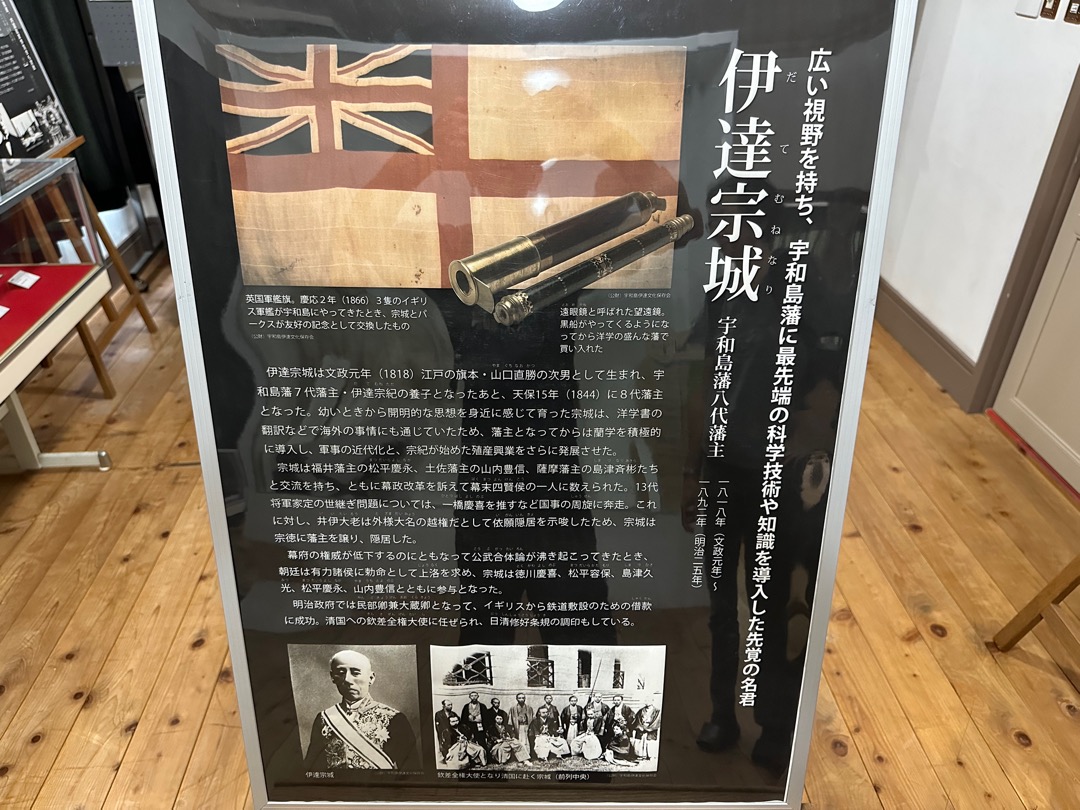 広い視野を持ち、宇和島藩に最先端の科学技術や知識を導入した先覚の名君
伊達宗城
だてむねなり
宇和島藩八代藩主
一八一八年（文政元年）～
一八九二年（明治二五年）
英国軍艦旗。慶応２年（1866）３隻のイギリ
ス軍艦が宇和島にやってきたとき、宗城とパ
ークスが友好の記念として交換したもの
（公財）宇和島伊達文化保存会
（公財）宇和島伊達文化保存会
遠眼鏡と呼ばれた望遠鏡。
黒船がやってくるようにな
ってから洋学の盛んな藩で
買い入れた
伊達宗城は文政元年（1818）江戸の旗本・山口直勝の次男として生まれ、宇
和島藩７代藩主・伊達宗紀の養子となったあと、天保15年（1844）に８代藩主
となった。幼いときから開明的な思想を身近に感じて育った宗城は、洋学書の
翻訳などで海外の事情にも通じていたため、藩主となってからは蘭学を積極的
に導入し、軍事の近代化と、宗紀が始めた殖産興業をさらに発展させた。
宗城は福井藩主の松平慶永、土佐藩主の山内豊信、薩摩藩主の島津斉彬たち
と交流を持ち、ともに幕政改革を訴えて幕末四賢侯の一人に数えられた。13代
将軍家定の世継ぎ問題については、一橋慶喜を推すなど国事の周旋に奔走。これ
に対し、井伊大老は外様大名の越権だとして依願隠居を示唆したため、宗城は
宗徳に藩主を譲り、隠居した。
幕府の権威が低下するのにともなって公武合体論が沸き起こってきたとき、
朝廷は有力諸侯に勅命として上洛を求め、宗城は徳川慶喜、松平容保、島津久
光、松平慶永、山内豊信とともに参与となった。
明治政府では民部卿兼大蔵卿となって、イギリスから鉄道敷設のための借款
に成功。清国への欽差全権大使に任ぜられ、日清修好条規の調印もしている。
伊達宗城
欽差全権大使となり清国に赴く宗城（前列中央）